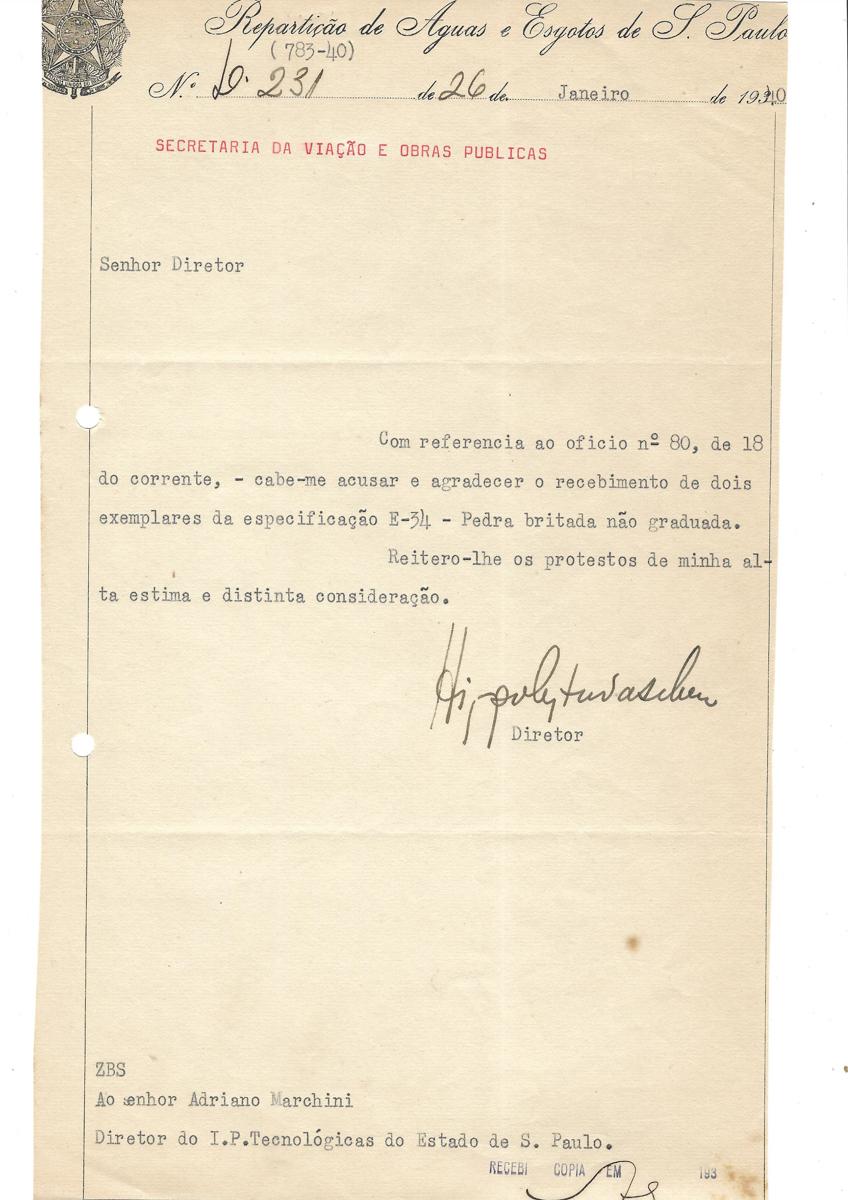 Repartição de Aguas e Esgotos de S. Paulo
(783-40)
N.º D. 231 de 26 de Janeiro de 1940
SECRETARIA DA VIAÇÃO E OBRAS PUBLICAS
Senhor Diretor
Com referencia ao oficio nº 80, de 18
do corrente, - cabe-me acusar e agradecer o recebimento de dois
exemplares da especificação E-34 - Pedra britada não graduada.
Reitero-lhe os protestos de minha al-
ta estima e distinta consideração.
Diretor
ZBS
Ao senhor Adriano Marchini
Diretor do I.P.Tecnológicas do Estado de S. Paulo.
RECEBI COPIA EM 193